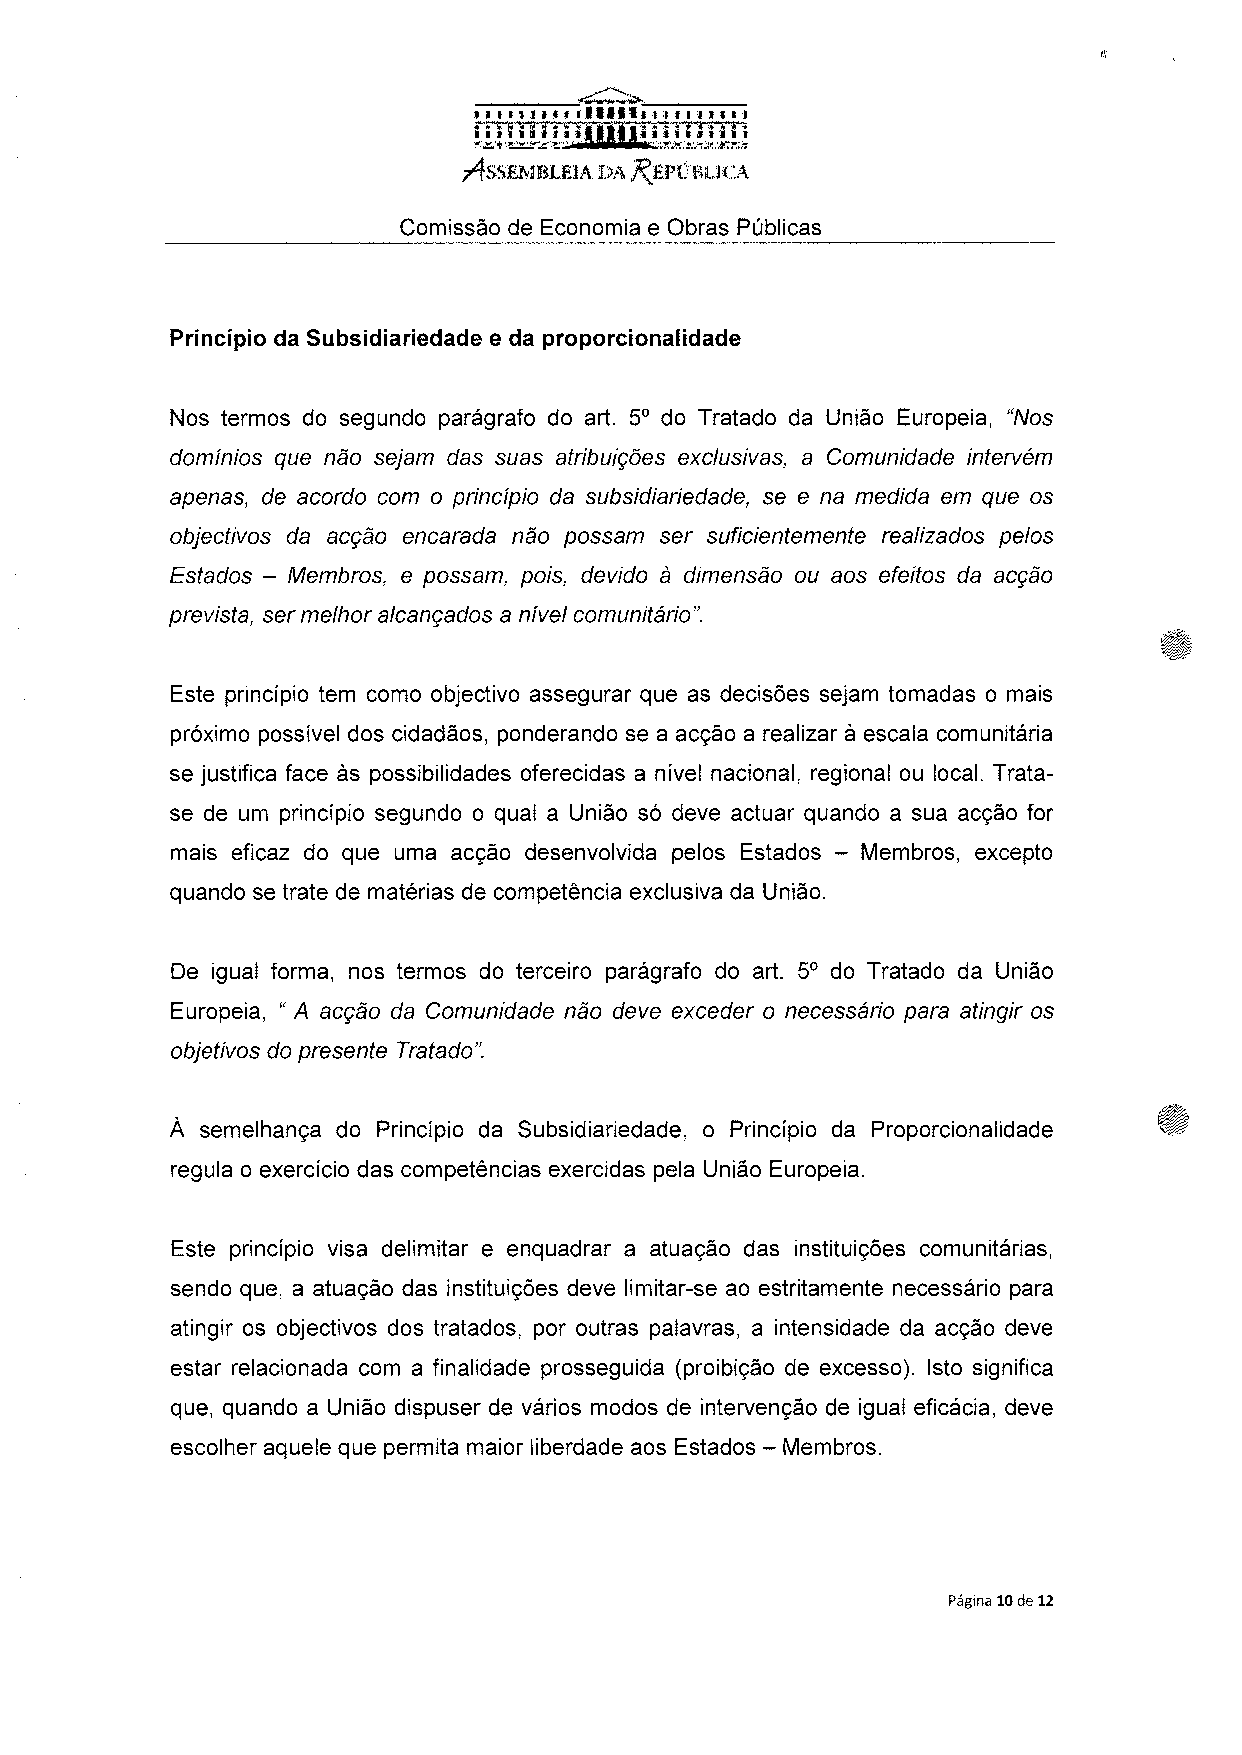 ASSEMBLEIA DA REPÚBLICA
Comissão de Economia e Obras Públicas
Princípio da Subsidiariedade e da proporcionalidade
Nos termos do segundo parágrafo do art. 5º do Tratado da União Europeia, “Nos
domínios que não sejam das suas atribuições exclusivas, a Comunidade intervém
apenas, de acordo com o princípio da subsidiariedade, se e na medida em que os
objectivos da acção encarada não possam ser suficientemente realizados pelos
Estados – Membros, e possam, pois, devido à dimensão ou aos efeitos da acção
prevista, ser melhor alcançados a nível comunitário”.
Este princípio tem como objectivo assegurar que as decisões sejam tomadas o mais
próximo possível dos cidadãos, ponderando se a acção a realizar à escala comunitária
se justifica face às possibilidades oferecidas a nível nacional, regional ou local. Trata-
se de um princípio segundo o qual a União só deve actuar quando a sua acção for
mais eficaz do que uma acção desenvolvida pelos Estados – Membros, excepto
quando se trate de matérias de competência exclusiva da União.
De igual forma, nos termos do terceiro parágrafo do art. 5º do Tratado da União
Europeia, “ A acção da Comunidade não deve exceder o necessário para atingir os
objetivos do presente Tratado”.
À semelhança do Princípio da Subsidiariedade, o Princípio da Proporcionalidade
regula o exercício das competências exercidas pela União Europeia.
Este princípio visa delimitar e enquadrar a atuação das instituições comunitárias,
sendo que, a atuação das instituições deve limitar-se ao estritamente necessário para
atingir os objectivos dos tratados, por outras palavras, a intensidade da acção deve
estar relacionada com a finalidade prosseguida (proibição de excesso). Isto significa
que, quando a União dispuser de vários modos de intervenção de igual eficácia, deve
escolher aquele que permita maior liberdade aos Estados – Membros.
Página 10 de 12